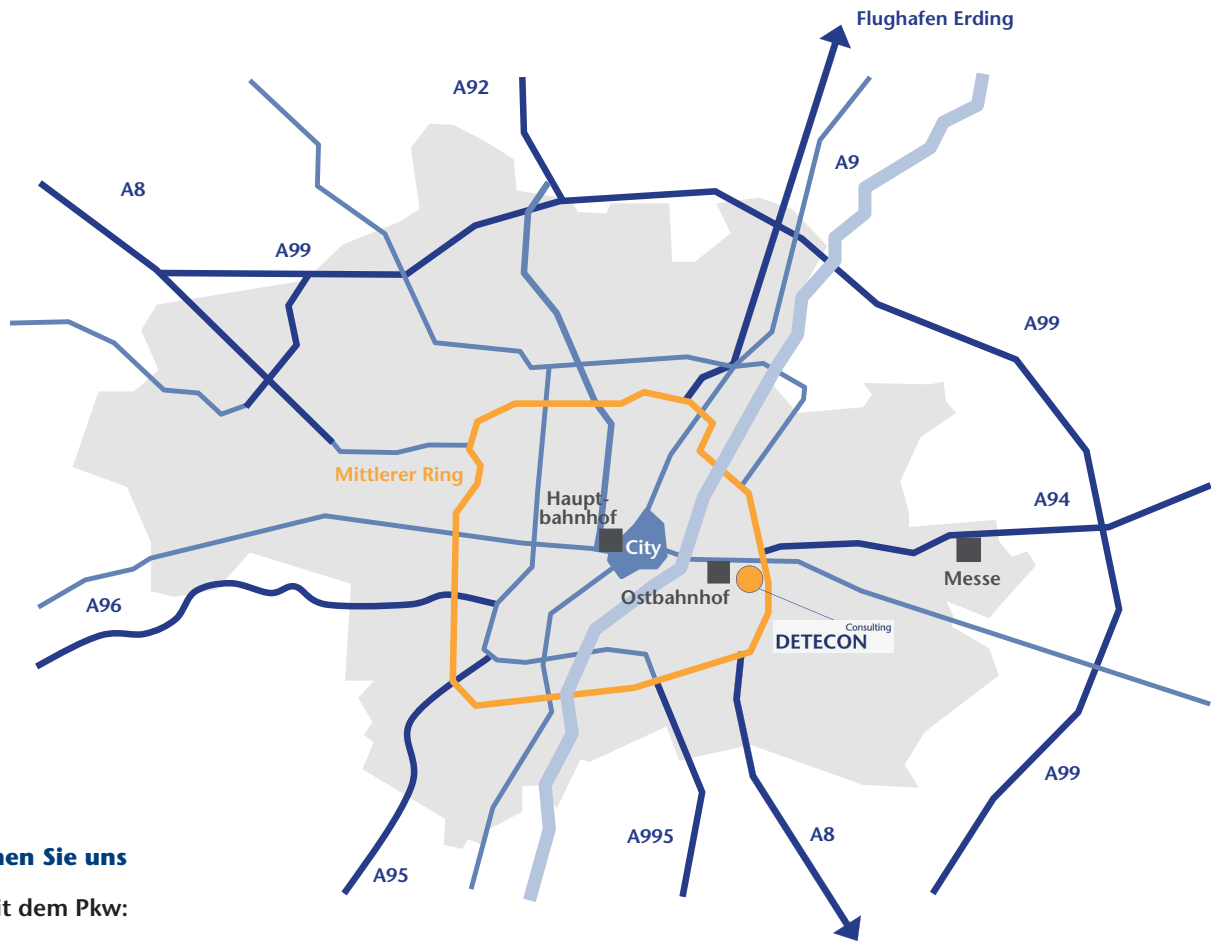 Flughafen Erding
A92
A9
A8
A99
A99
Mittlerer Ring
Haupt-
bahnhof
City
A94
Messe
Ostbahnhof
A96
Consulting
DETECON
A99
A995
A8
A95
en Sie uns
it dem Pkw: